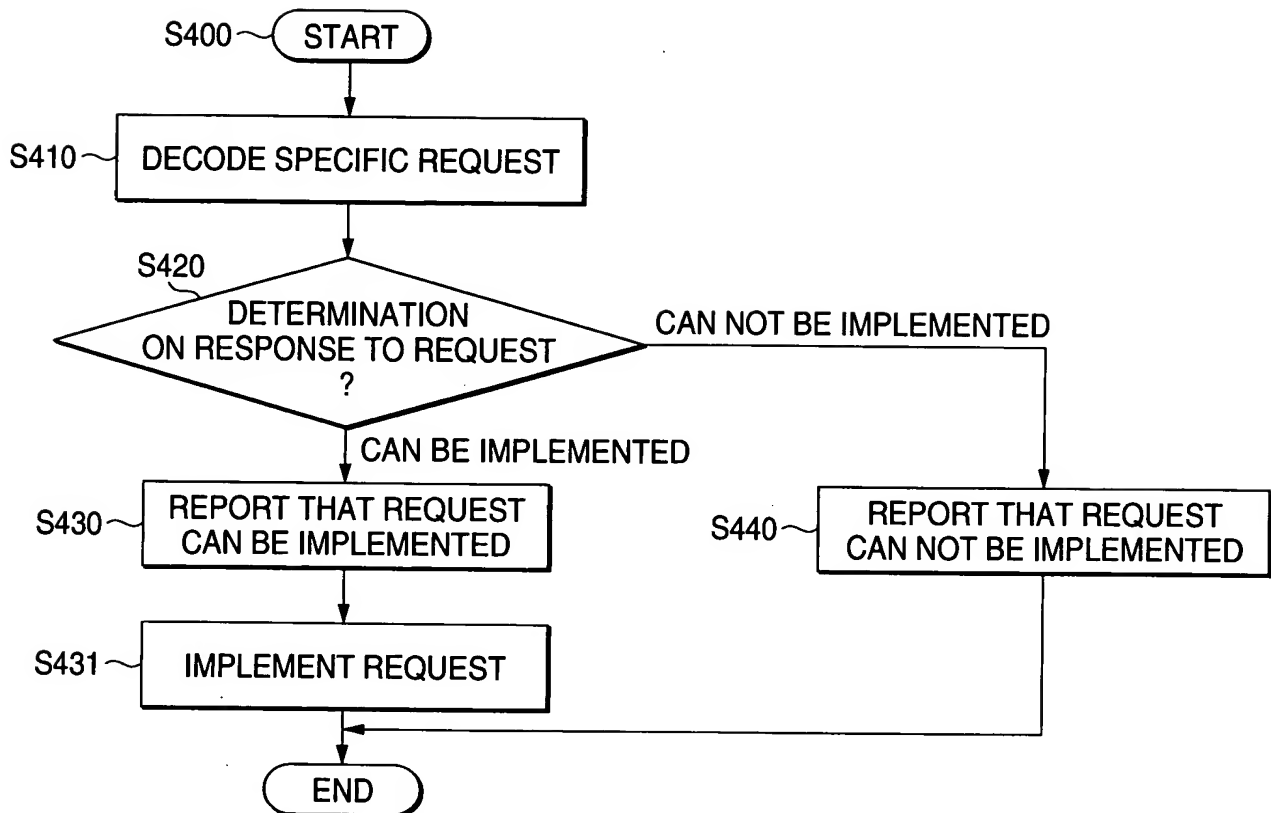 S400
START
S410
DECODE SPECIFIC REQUEST
S420
DETERMINATION
ON RESPONSE TO REQUEST
?
CAN NOT BE IMPLEMENTED
CAN BE IMPLEMENTED
S430
REPORT THAT REQUEST
CAN BE IMPLEMENTED
S440
REPORT THAT REQUEST
CAN NOT BE IMPLEMENTED
S431
IMPLEMENT REQUEST
END